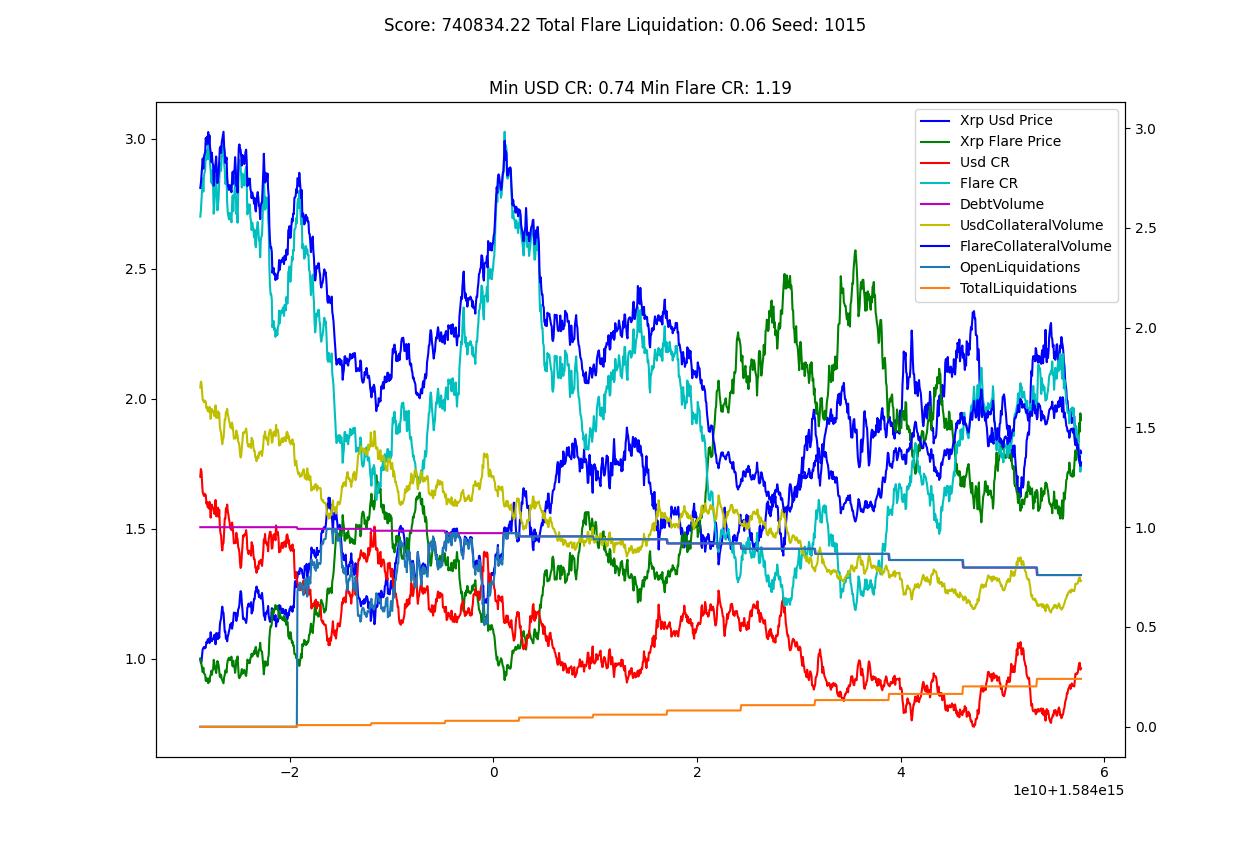 Score: 740834.22 Total Flare Liquidation: 0.06 Seed: 1015
Min USD CR: 0.74 Min Flare CR: 1.19
Xrp Usd Price
Xrp Flare Price
Usd CR
Flare CR
DebtVolume
UsdCollateralVolume
FlareCollateralVolume
OpenLiquidations
TotalLiquidations
3.0
2.5
2.0
1.5
1.0
3.0
2.5
2.0
1.5
1.0
0.5
0.0
−2 0 2 4 6
1e10+1.584e15